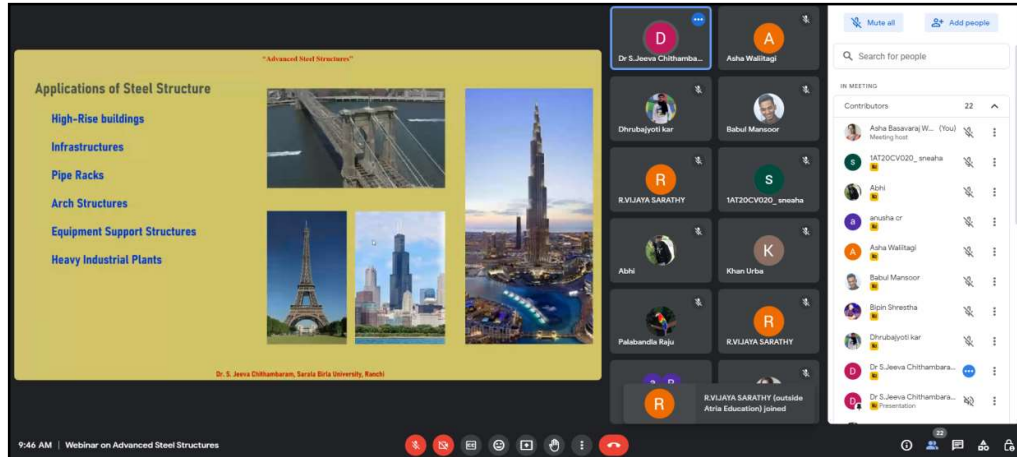 "Advanced Steel Structures"
Applications of Steel Structure
High-Rise buildings
Infrastructures
Pipe Racks
Arch Structures
Equipment Support Structures
Heavy Industrial Plants
Dr. S. Jeeva Chithambaram, Sarala Birla University, Ranchi
D
Dr S.Jeeva Chithamba...
A
Asha Wallitagi
Dhrubajyoti kar
Babul Mansoor
R
R.VIJAYA SARATHY
S
1AT20CV020_ sneaha
Abhi
K
Khan Urba
Palabandla Raju
R
R.VIJAYA SARATHY
a
R
R
R.VIJAYA SARATHY (outside
Atria Education) joined
Mute all
Add people
Search for people
IN MEETING
Contributors 22
Asha Basavaraj W... (You)
Meeting host
s
1AT20CV020_ sneaha
Abhi
a
anusha cr
A
Asha Wallitagi
Babul Mansoor
Bipin Shrestha
Dhrubajyoti kar
D
Dr S.Jeeva Chithambara...
D
Dr S.Jeeva Chithambara...
Presentation
9:46 AM | Webinar on Advanced Steel Structures
22